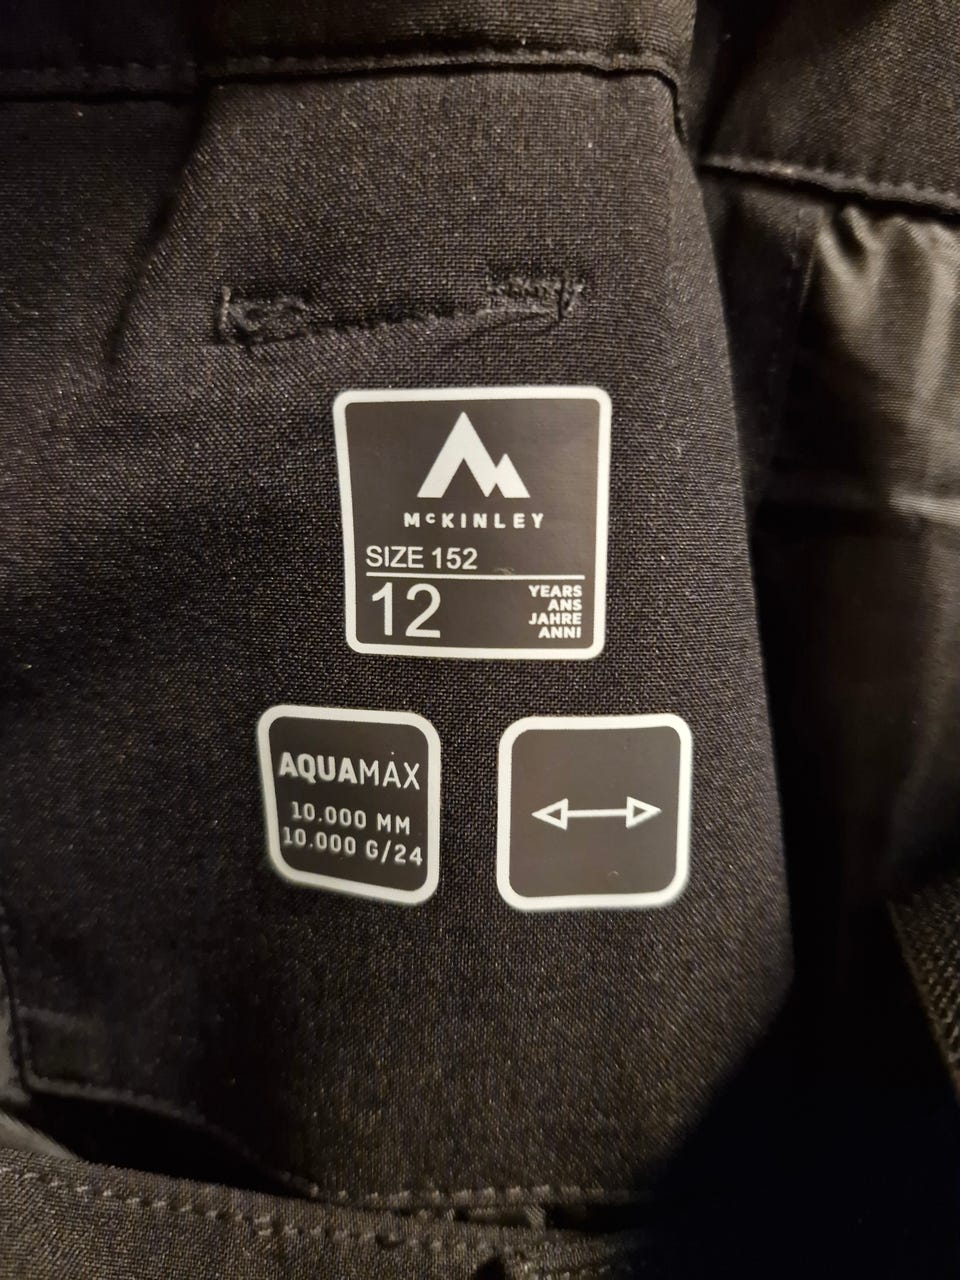 McKINLEY
SIZE 152
12
YEARS
ANS
JAHRE
ANNI
AQUAMAX
10.000 MM
10.000 G/24